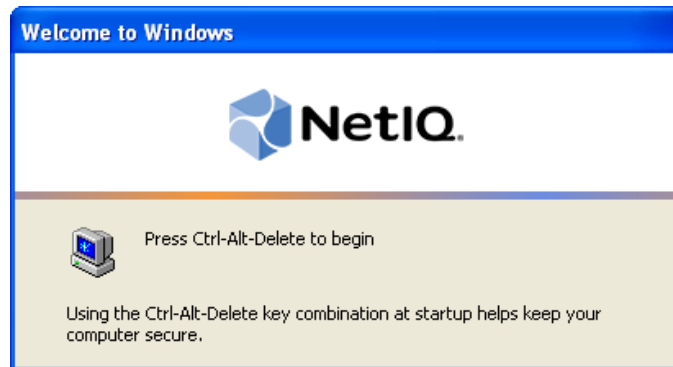 Welcome to Windows
NetIQ.
Press Ctrl-Alt-Delete to begin
Using the Ctrl-Alt-Delete key combination at startup helps keep your
computer secure.